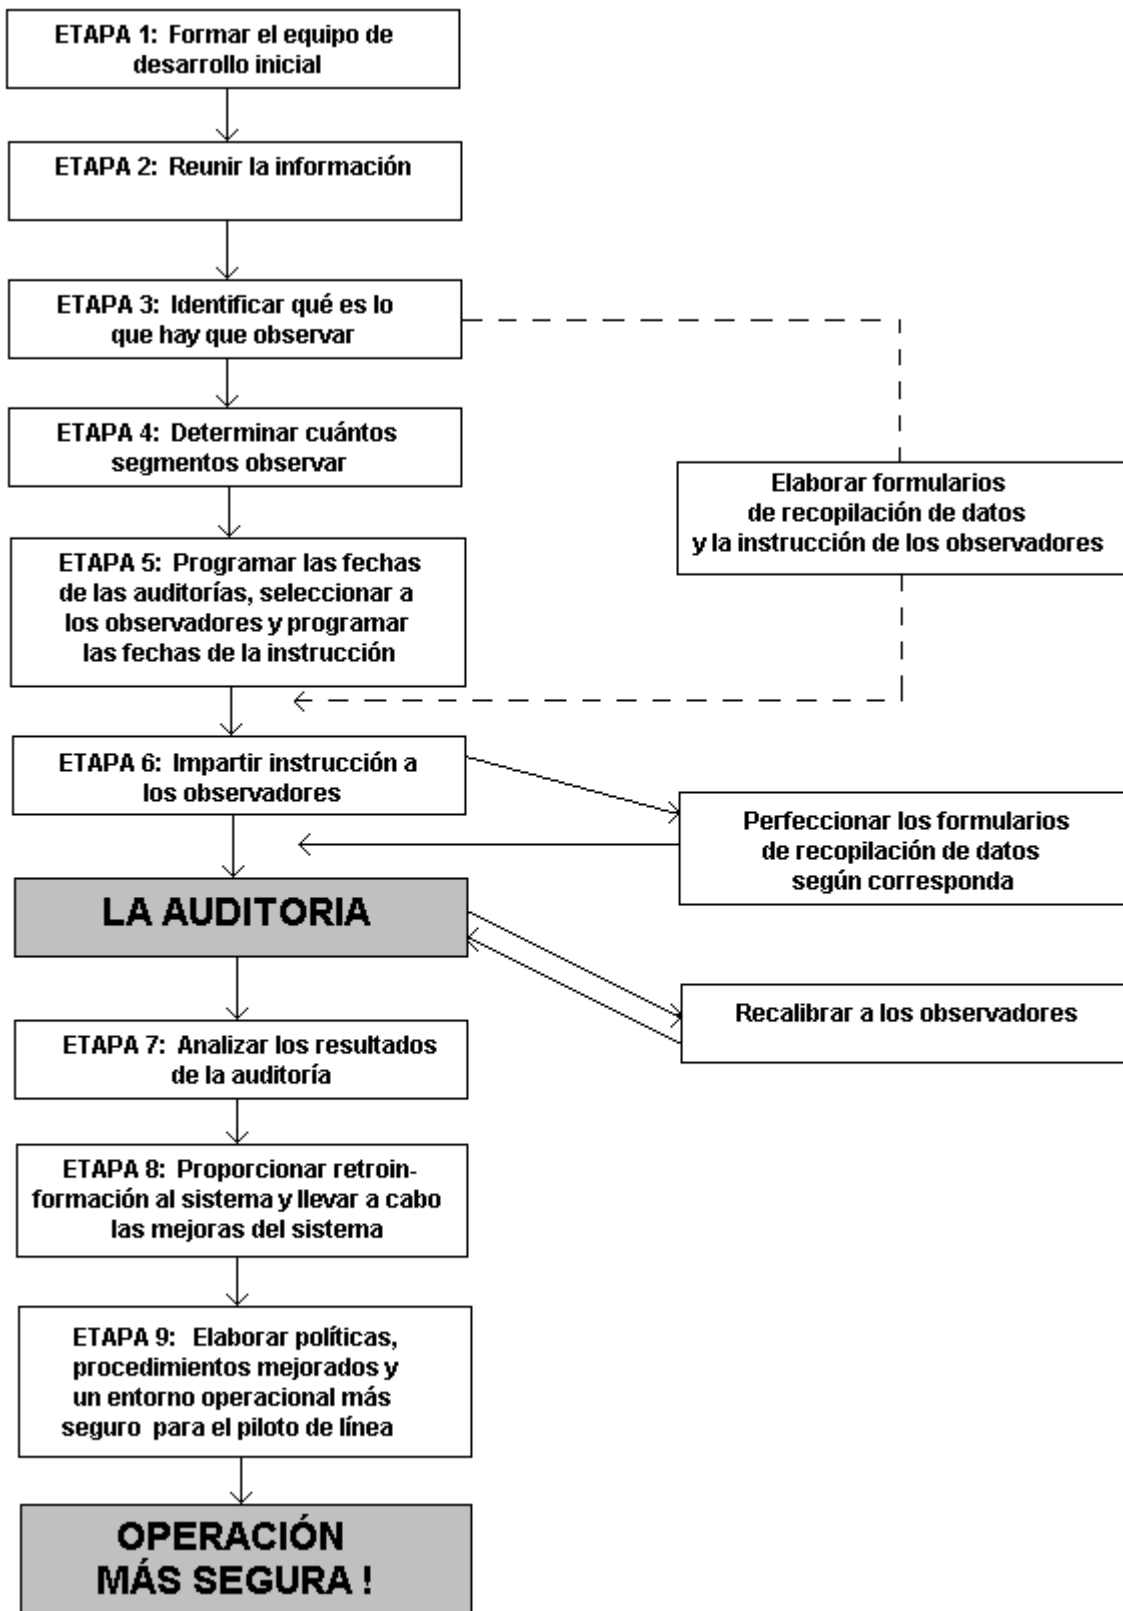 ETAPA 1: Formar el equipo de
desarrollo inicial
ETAPA 2: Reunir la información
ETAPA 3: Identificar qué es lo
que hay que observar
ETAPA 4: Determinar cuántos
segmentos observar
Elaborar formularios
de recopilación de datos
y la instrucción de los observadores
ETAPA 5: Programar las fechas
de las auditorías, seleccionar a
los observadores y programar
las fechas de la instrucción
ETAPA 6: Impartir instrucción a
los observadores
Perfeccionar los formularios
de recopilación de datos
según corresponda
LA AUDITORIA
Recalibrar a los observadores
ETAPA 7: Analizar los resultados
de la auditoría
ETAPA 8: Proporcionar retroin-
formación al sistema y llevar a cabo
las mejoras del sistema
ETAPA 9: Elaborar políticas,
procedimientos mejorados y
un entorno operacional más
seguro para el piloto de línea
OPERACIÓN
MÁS SEGURA !